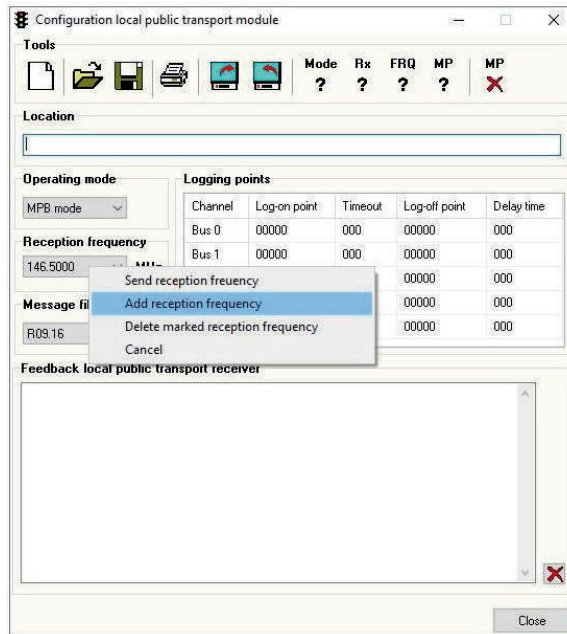 Configuration local public transport module
Tools
Mode Rx FRQ MP MP
? ? ? ?
Location
Operating mode
MPB mode
Logging points
Channel Log-on point Timeout Log-off point Delay time
Bus 0 00000 000 00000 000
Bus 1 00000 000 00000 000
00000 000
00000 000
00000 000
Reception frequency
146.5000 MHz
Send reception freuency
Add reception frequency
Delete marked reception frequency
Cancel
Message fil
R09.16
Feedback local public transport receiver
Close